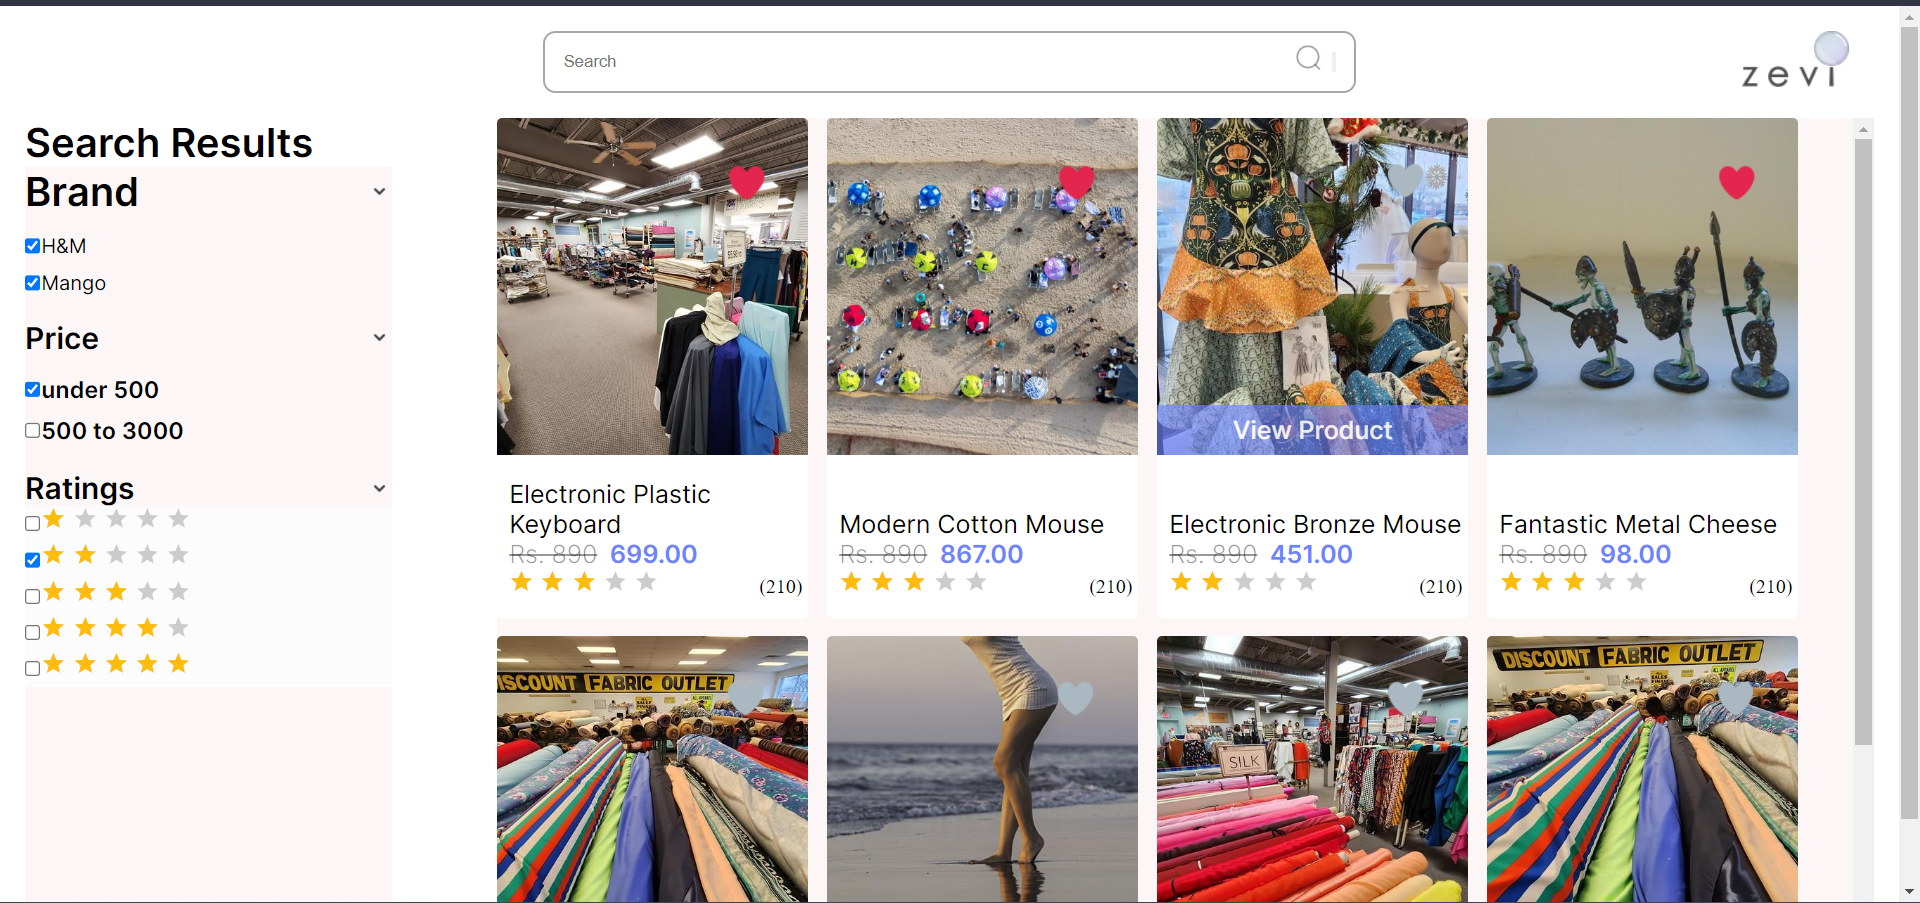 Search
zevi
Search Results
Brand
H&M
Mango
Price
under 500
500 to 3000
Ratings
Electronic Plastic
Keyboard
Rs. 890 699.00
(210)
Modern Cotton Mouse
Rs. 890 867.00
(210)
View Product
Electronic Bronze Mouse
Rs. 890 451.00
(210)
Fantastic Metal Cheese
Rs. 890 98.00
(210)
ISCOUNT FABRIC OUTLET
SILK
DISCOUNT FABRIC OUTLET